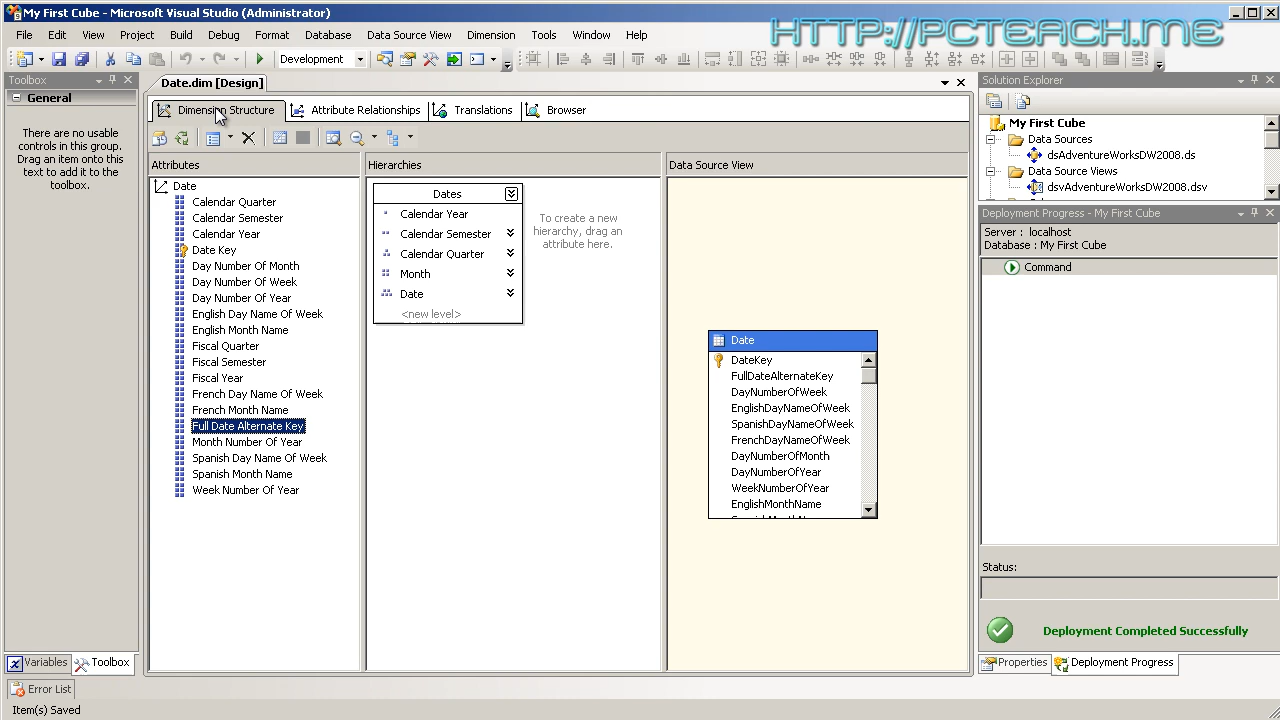 My First Cube - Microsoft Visual Studio (Administrator)
File Edit Project Build Debug Format Database Data Source View Dimension Tools Window Help
HTTP://PCTEACH.ME
Development
Toolbox
General
There are no usable
controls in this group.
Drag an item onto this
text to add it to the
toolbox.
Variables
Toolbox
Error List
Item(s) Saved
Date.dim [Design]
Dimension Structure
Attribute Relationships
Translations
Browser
Attributes
Date
Calendar Quarter
Calendar Semester
Calendar Year
Date Key
Day Number Of Month
Day Number Of Week
Day Number Of Year
English Day Name Of Week
English Month Name
Fiscal Quarter
Fiscal Semester
Fiscal Year
French Day Name Of Week
French Month Name
Full Date Alternate Key
Month Number Of Year
Spanish Day Name Of Week
Spanish Month Name
Week Number Of Year
Hierarchies
Dates
Calendar Year
Calendar Semester
Calendar Quarter
Month
Date
<new level>
To create a new
hierarchy, drag an
attribute here.
Data Source View
Date
DateKey
FullDateAlternateKey
DayNumberOfWeek
EnglishDayNameOfWeek
SpanishDayNameOfWeek
FrenchDayNameOfWeek
DayNumberOfMonth
DayNumberOfYear
WeekNumberOfYear
EnglishMonthName
Solution Explorer
My First Cube
Data Sources
dsAdventureWorksDW2008.ds
Data Source Views
dsvAdventureWorksDW2008.dsv
Deployment Progress - My First Cube
Server : localhost
Database : My First Cube
Command
Status:
Deployment Completed Successfully
Properties
Deployment Progress